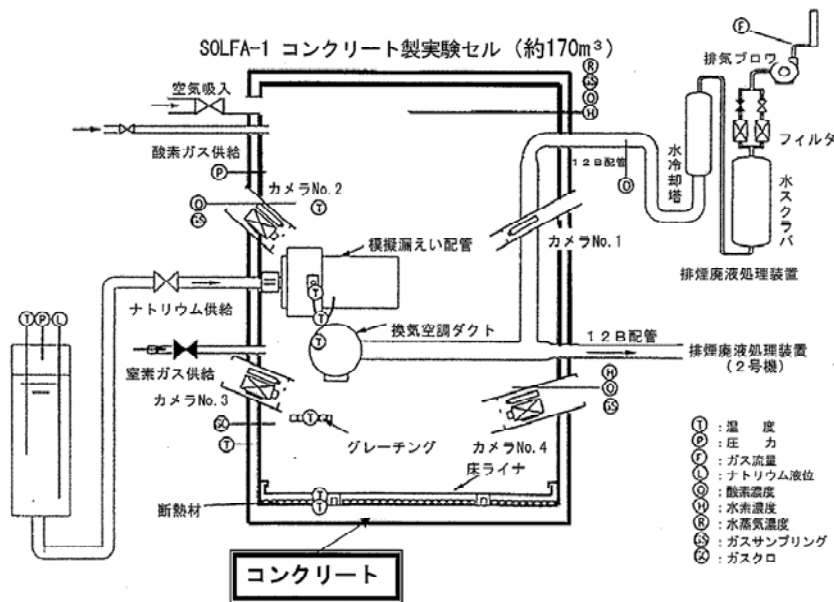 SOLFA-1 コンクリート製実験セル (約170m³)
F
排気ブロワ
空気吸入
R
GS
O
H
酸素ガス供給
フィルタ
12B配管
水冷却塔
水スクラバ
P
カメラNo.2
O
T
GS
O
カメラNo.1
模擬漏えい配管
排煙廃液処理装置
ナトリウム供給
T
T
換気空調ダクト
T P L
T
12B配管
排煙廃液処理装置
(2号機)
窒素ガス供給
カメラNo.3
H
O
GS
GC
T
T
グレーチング
カメラNo.4
床ライナ
断熱材
T
T
コンクリート
T :温 度
P :圧 力
F :ガス流量
L :ナトリウム液位
O :酸素濃度
H :水素濃度
R :水蒸気濃度
GS :ガスサンプリング
GC :ガスクロ